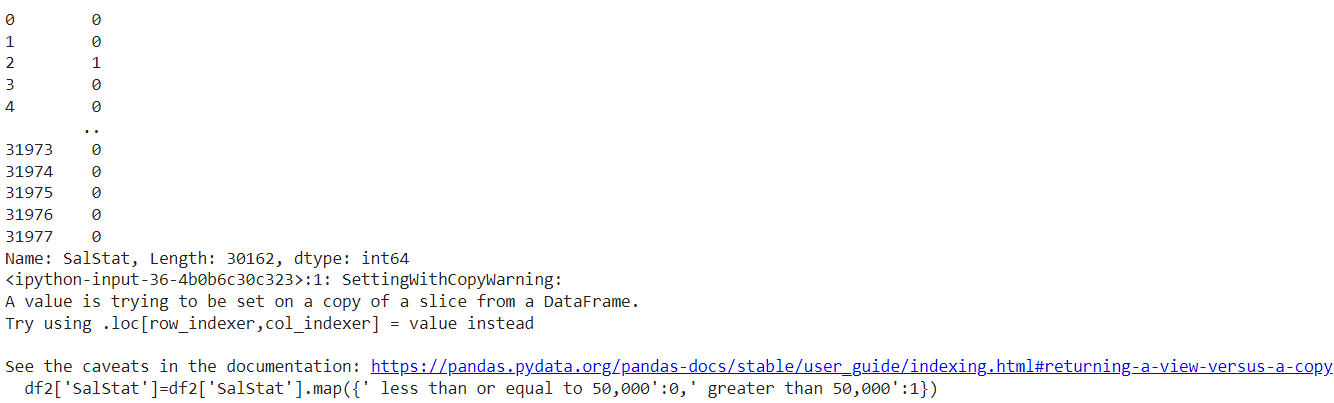 0 0
1 0
2 1
3 0
4 0
..
31973 0
31974 0
31975 0
31976 0
31977 0
Name: SalStat, Length: 30162, dtype: int64
<ipython-input-36-4b0b6c30c323>:1: SettingWithCopyWarning:
A value is trying to be set on a copy of a slice from a DataFrame.
Try using .loc[row_indexer,col_indexer] = value instead
See the caveats in the documentation: https://pandas.pydata.org/pandas-docs/stable/user_guide/indexing.html#returning-a-view-versus-a-copy
df2['SalStat']=df2['SalStat'].map({' less than or equal to 50,000':0,' greater than 50,000':1})